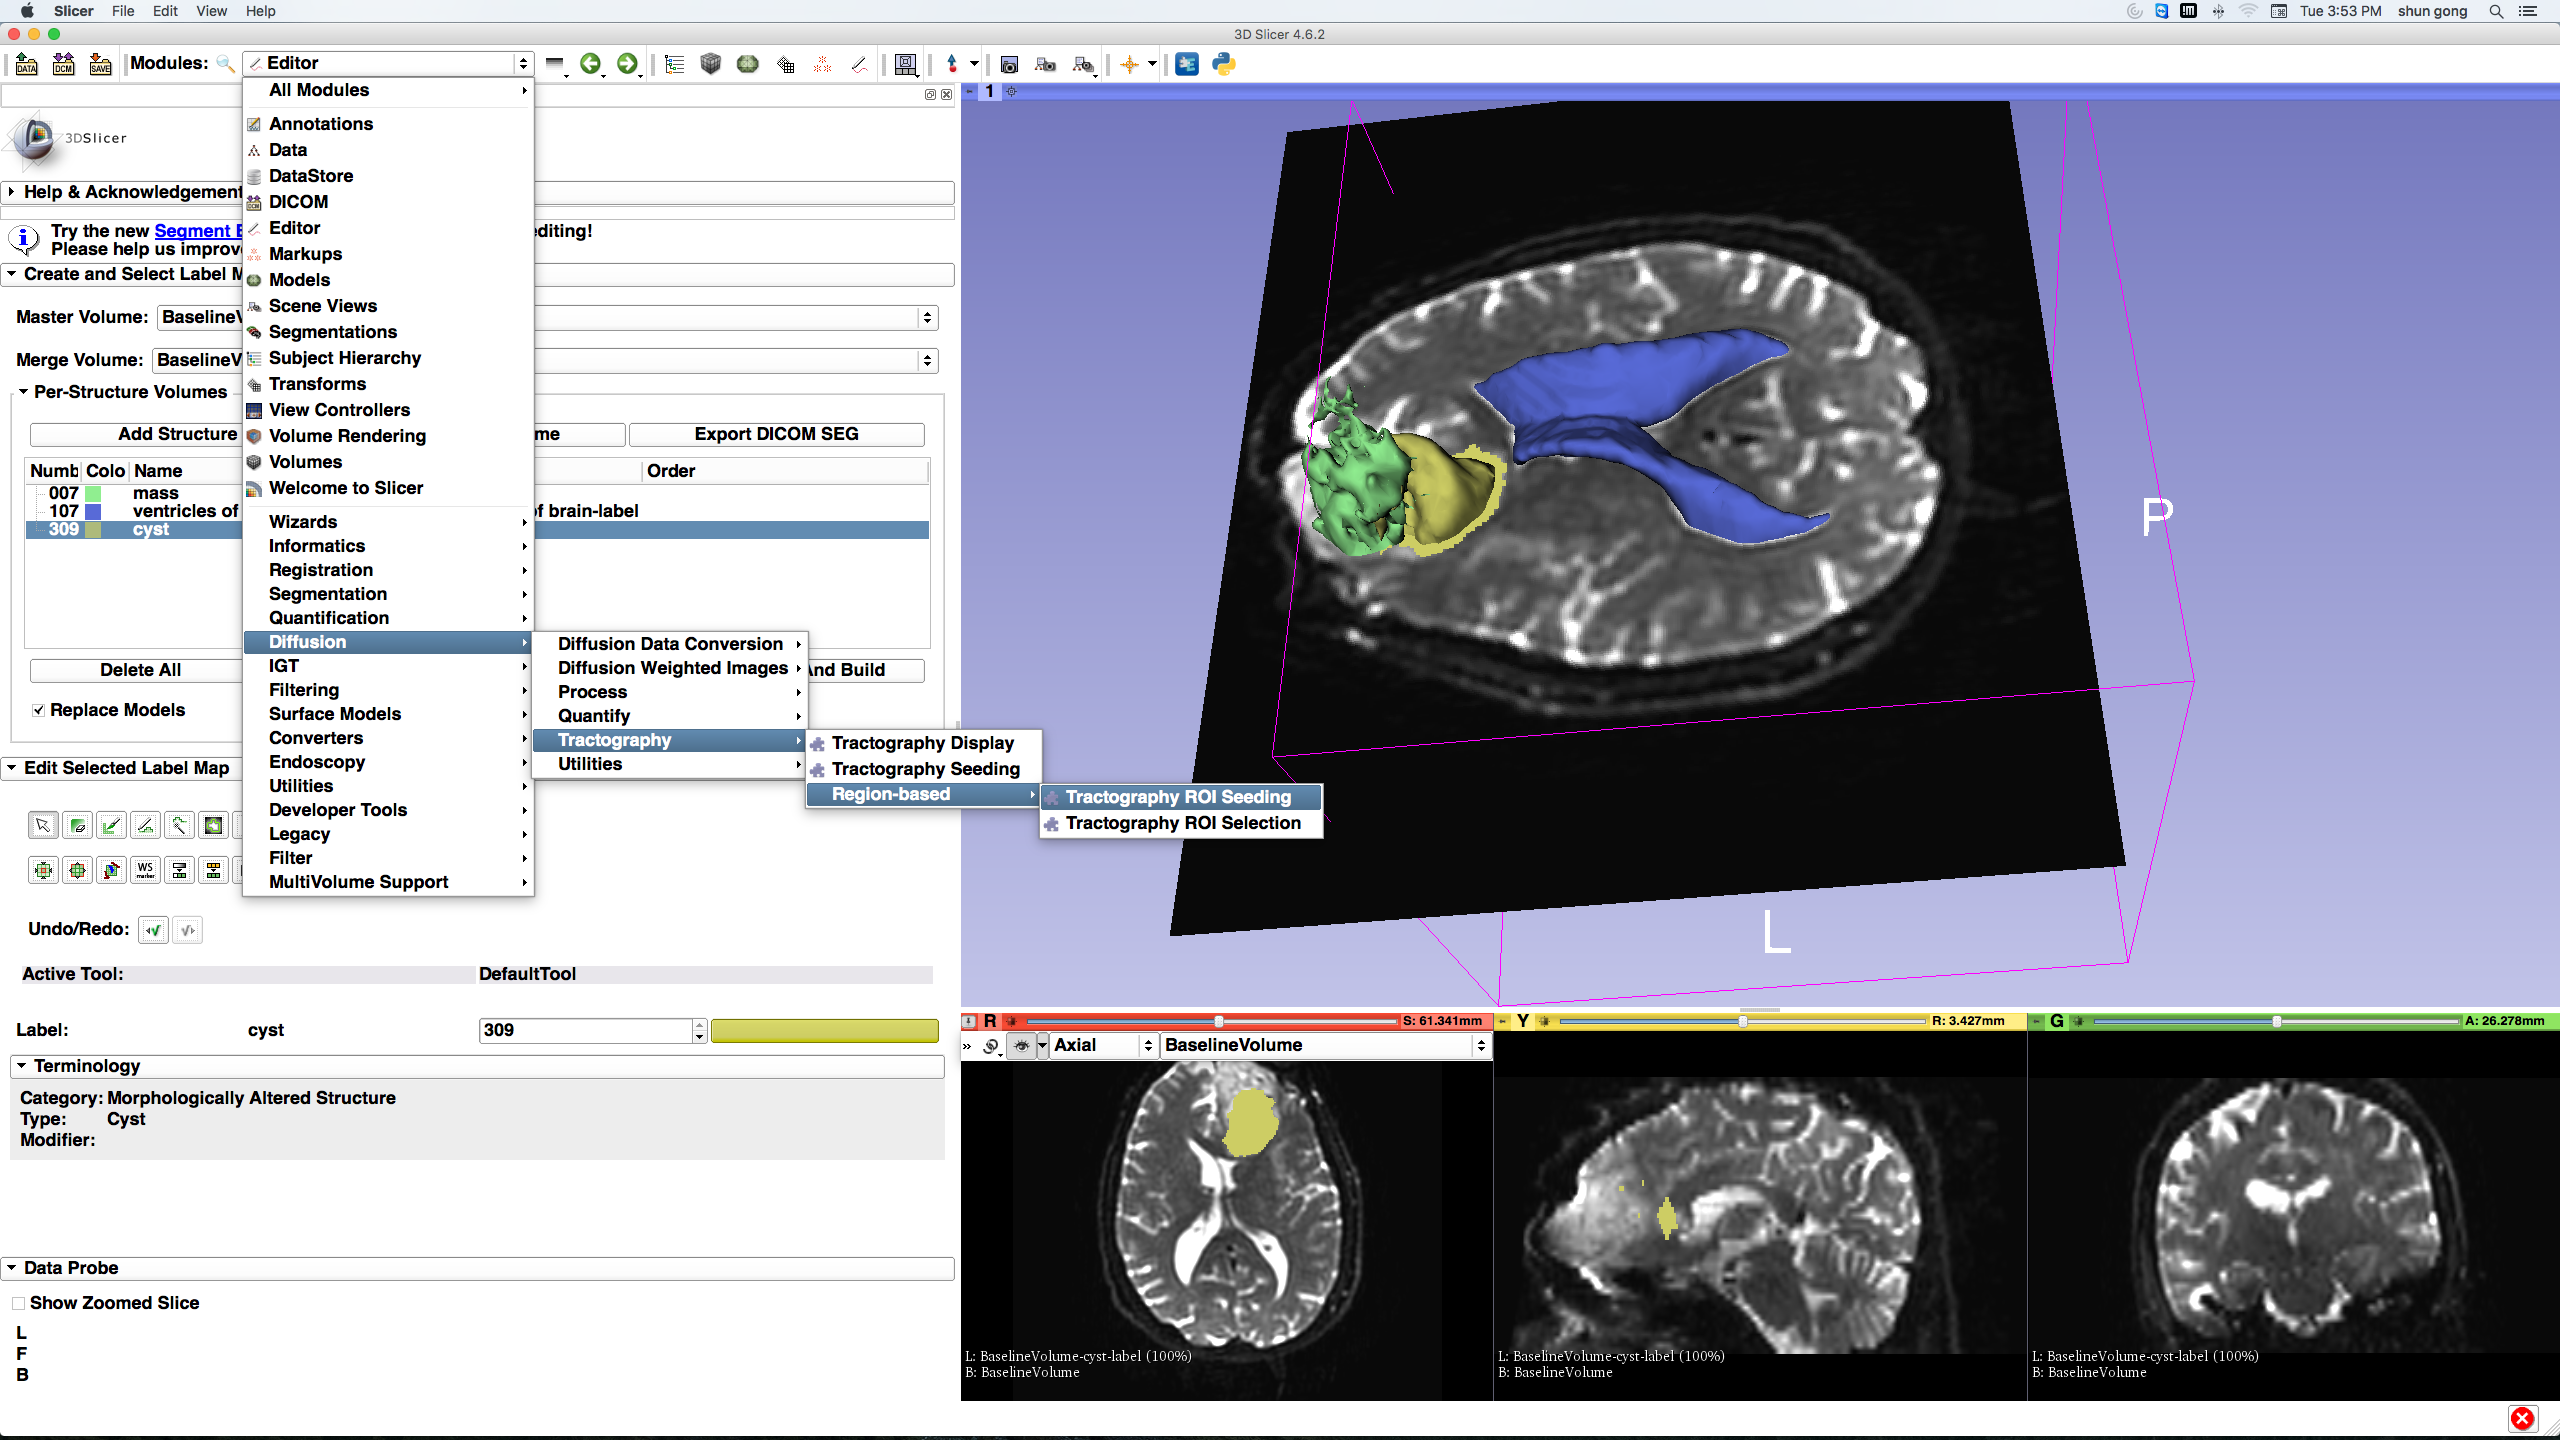 Slicer File Edit View Help
Tue 3:53 PM shun gong
3D Slicer 4.6.2
DATA DCM SAVE Modules: Editor
1
All Modules
Annotations
Data
DataStore
DICOM
Editor
Markups
Models
Scene Views
Segmentations
Subject Hierarchy
Transforms
View Controllers
Volume Rendering
Volumes
Welcome to Slicer
Wizards
Informatics
Registration
Segmentation
Quantification
Diffusion
IGT
Filtering
Surface Models
Converters
Endoscopy
Utilities
Developer Tools
Legacy
Filter
MultiVolume Support
Diffusion Data Conversion
Diffusion Weighted Images
Process
Quantify
Tractography
Utilities
Tractography Display
Tractography Seeding
Region-based
Tractography ROI Seeding
Tractography ROI Selection
3DSlicer
Help & Acknowledgement
Try the new Segment E diting!
Please help us improv
Create and Select Label M
Master Volume: BaselineV
Merge Volume: BaselineV
Per-Structure Volumes
Add Structure me Export DICOM SEG
Numb Colo Name Order
007 mass
107 ventricles of f brain-label
309 cyst
Delete All And Build
Replace Models
Edit Selected Label Map
WS
marker
Undo/Redo:
Active Tool: DefaultTool
Label: cyst 309
Terminology
Category: Morphologically Altered Structure
Type: Cyst
Modifier:
Data Probe
Show Zoomed Slice
L
F
B
P
L
R S: 61.341mm
Axial BaselineVolume
L: BaselineVolume-cyst-label (100%)
B: BaselineVolume
Y R: 3.427mm
L: BaselineVolume-cyst-label (100%)
B: BaselineVolume
G A: 26.278mm
L: BaselineVolume-cyst-label (100%)
B: BaselineVolume